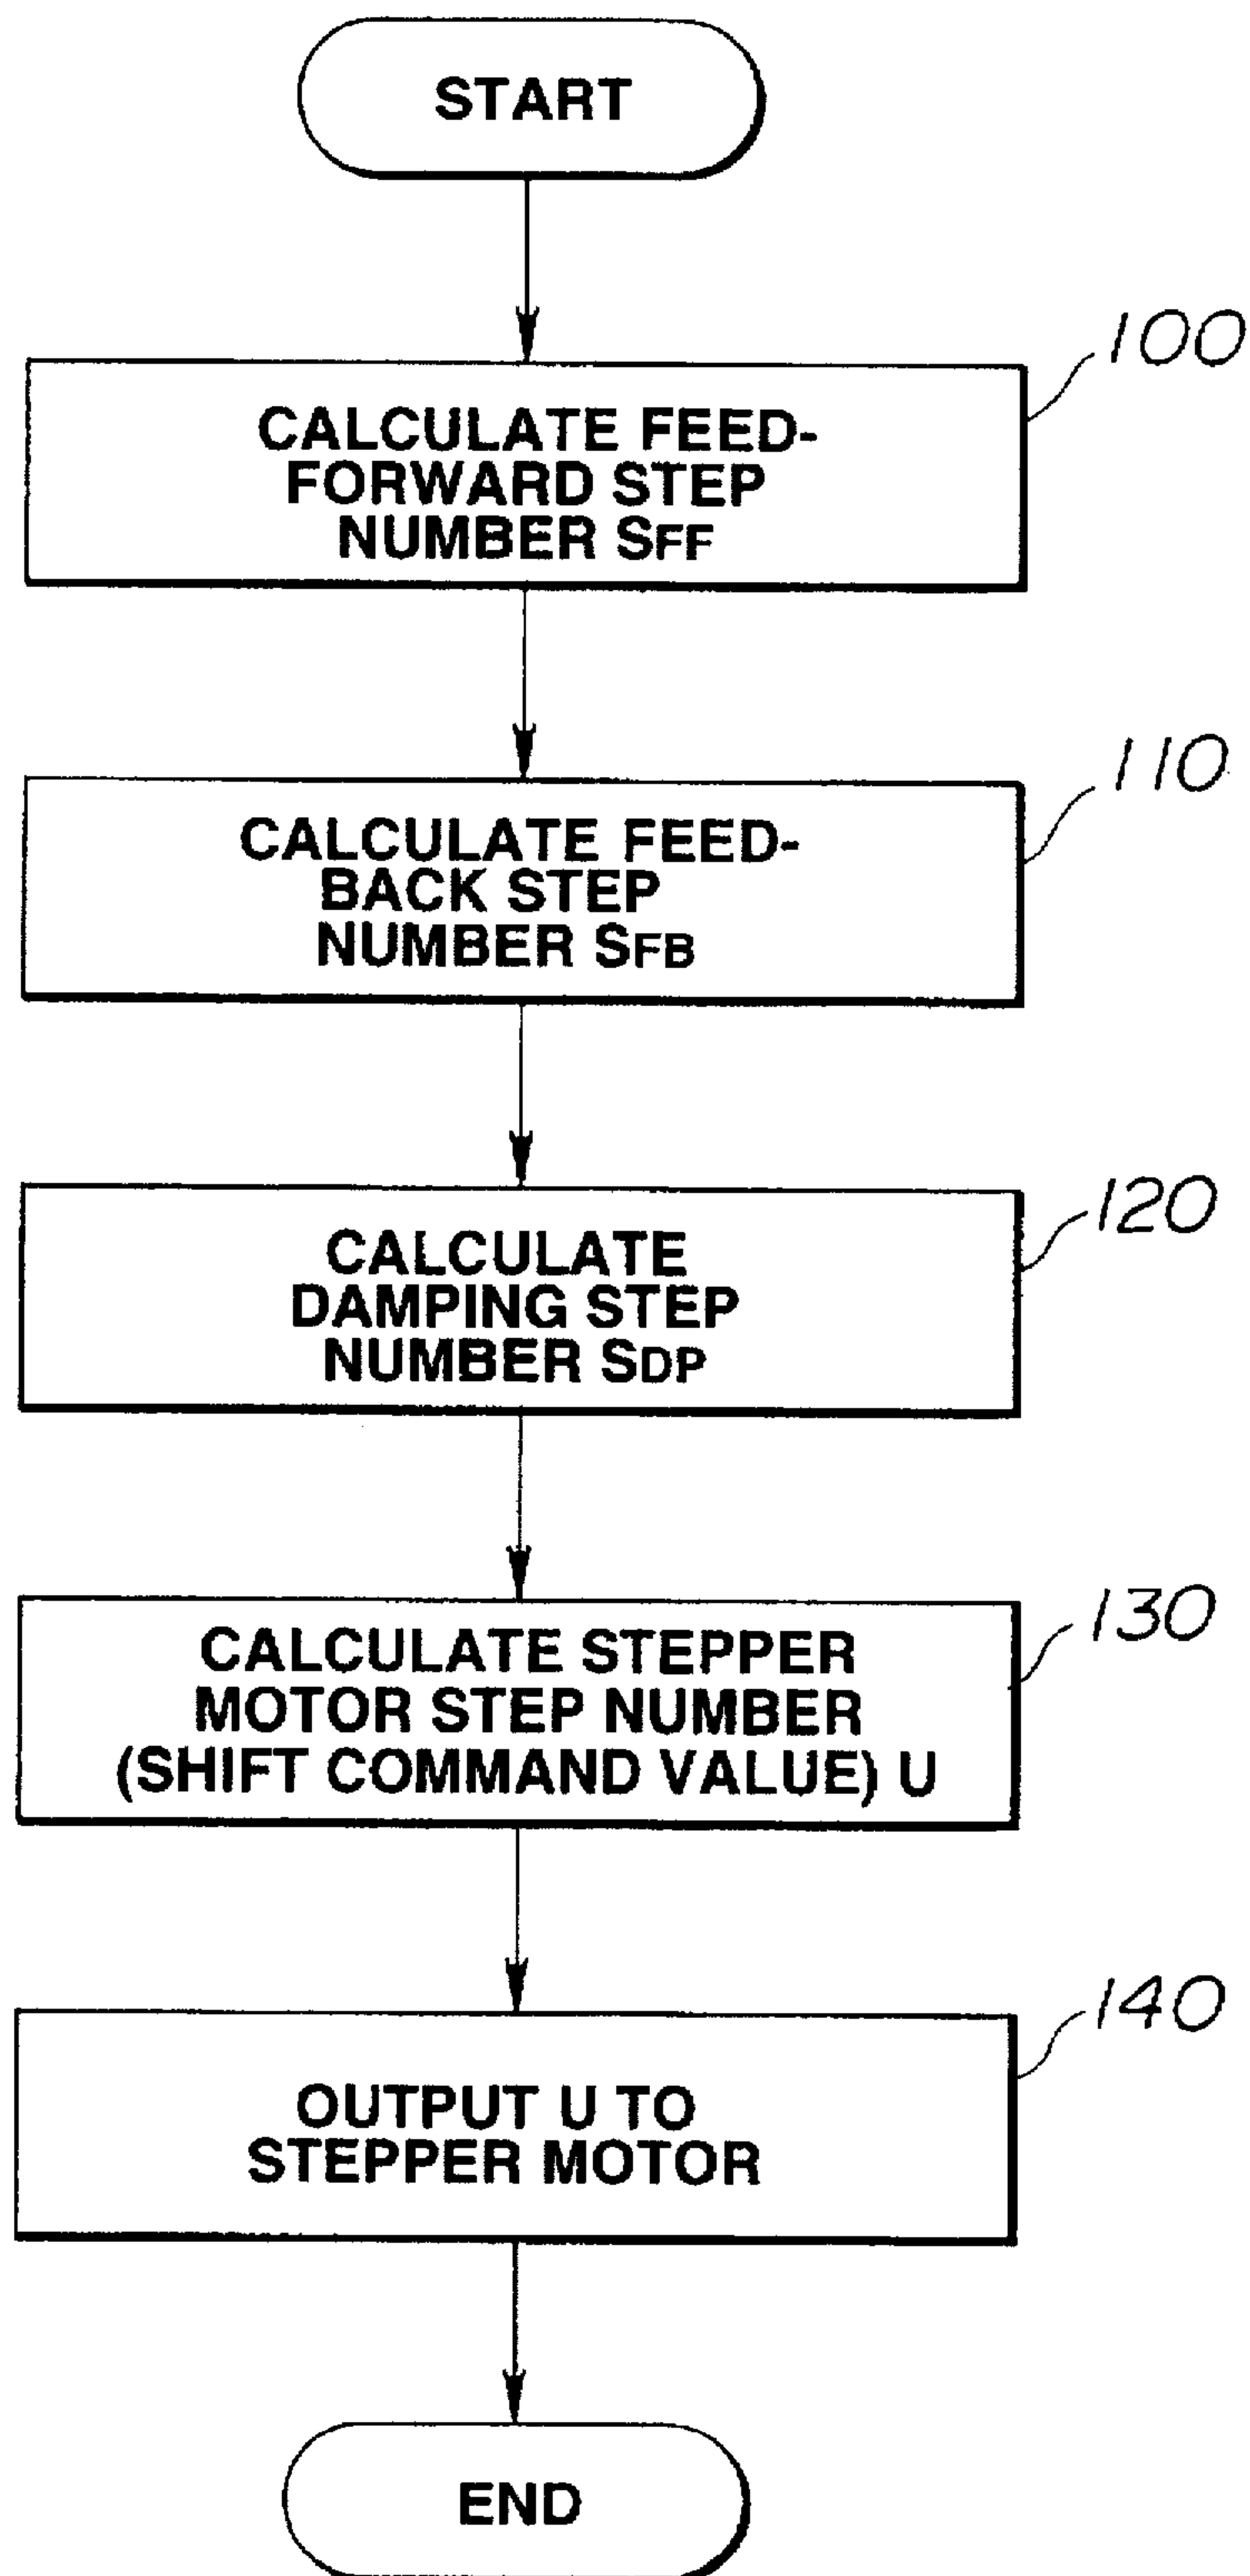 START
100
CALCULATE FEED-
FORWARD STEP
NUMBER SFF
110
CALCULATE FEED-
BACK STEP
NUMBER SFB
120
CALCULATE
DAMPING STEP
NUMBER SDP
130
CALCULATE STEPPER
MOTOR STEP NUMBER
(SHIFT COMMAND VALUE) U
140
OUTPUT U TO
STEPPER MOTOR
END